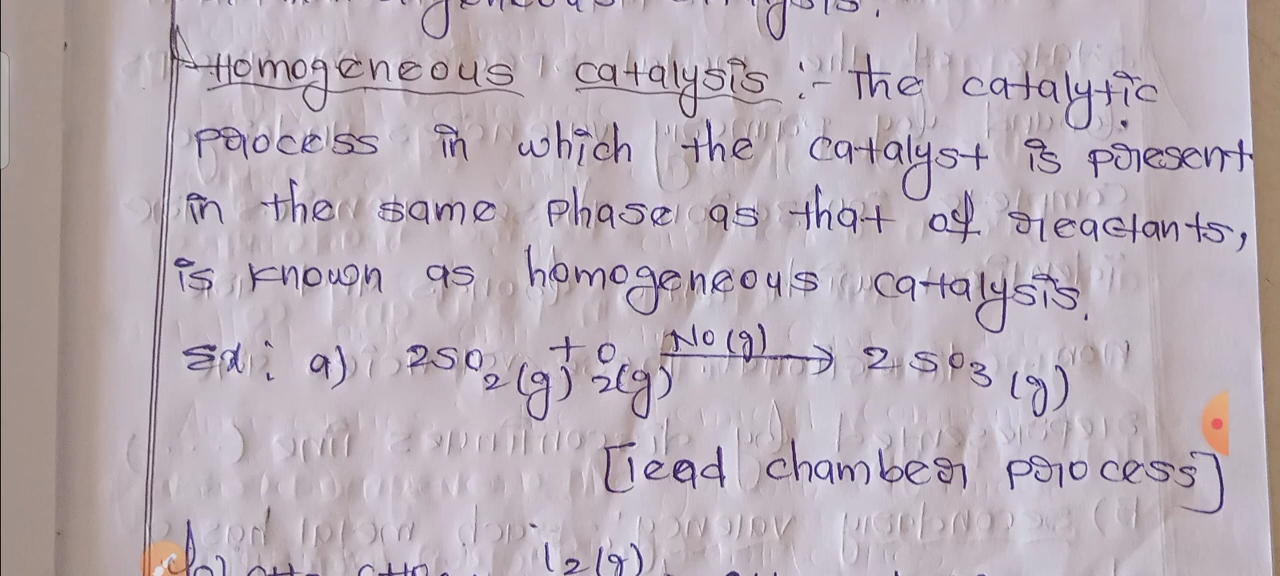 Homogeneous catalysis :- The catalytic
process in which the catalyst is present
in the same phase as that of reactants,
is known as homogeneous catalysis.
Ex: a) 2SO2(g) + O2(g) NO(g)→ 2SO3(g)
[lead chamber process]
I2(g)